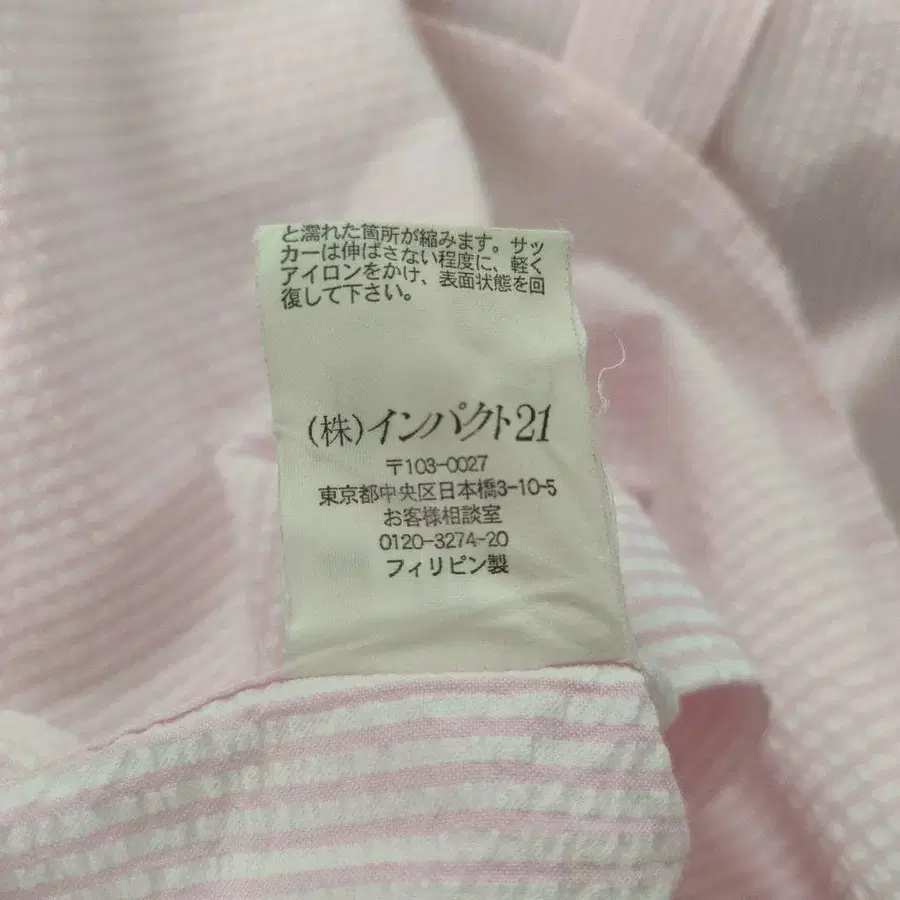 と濡れた箇所が縮みます。サッ
カーは伸ばさない程度に、軽く
アイロンをかけ、表面状態を回
復して下さい。
(株)インパクト21
〒103-0027
東京都中央区日本橋3-10-5
お客様相談室
0120-3274-20
フィリピン製